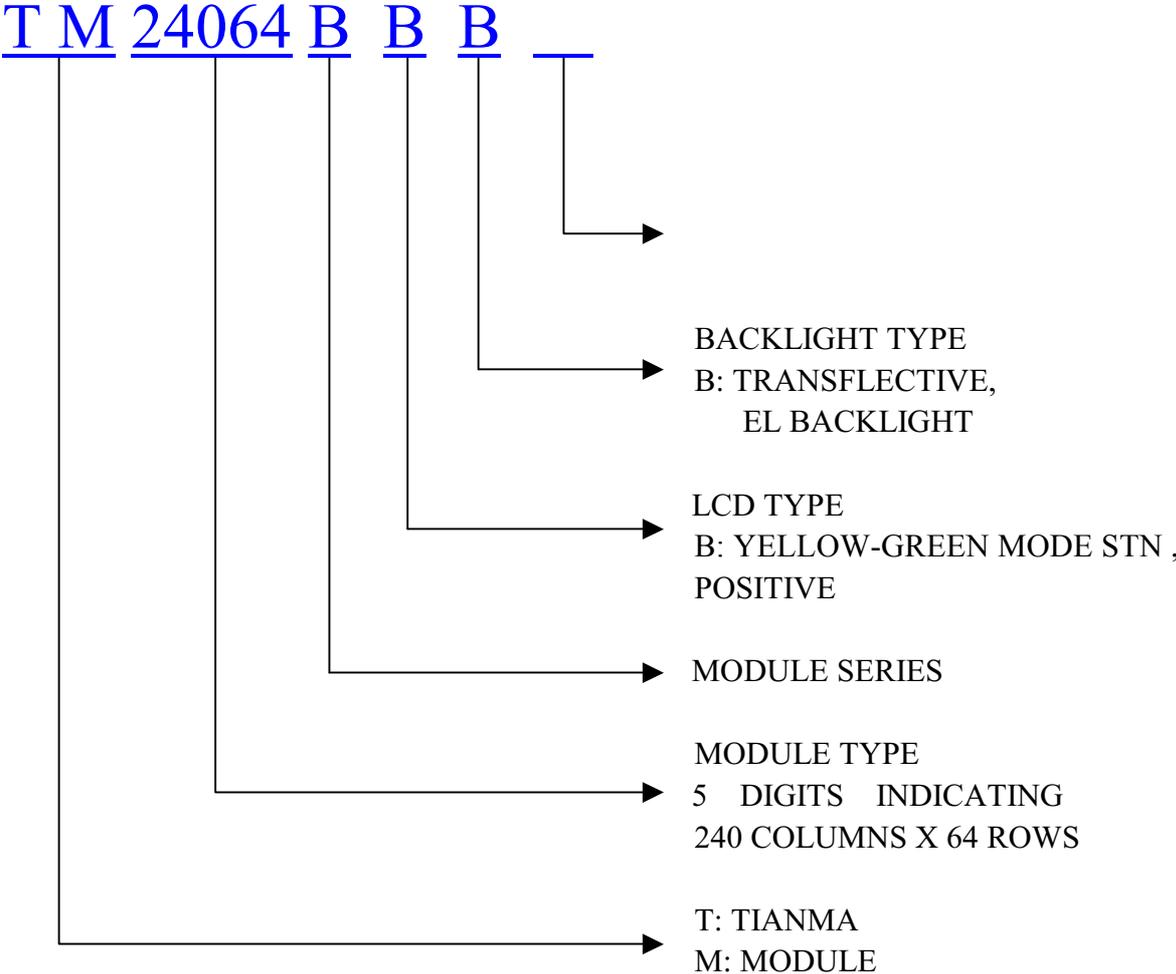 T M 24064 B B B
BACKLIGHT TYPE
B: TRANSFLECTIVE,
EL BACKLIGHT
LCD TYPE
B: YELLOW-GREEN MODE STN ,
POSITIVE
MODULE SERIES
MODULE TYPE
5 DIGITS INDICATING
240 COLUMNS X 64 ROWS
T: TIANMA
M: MODULE